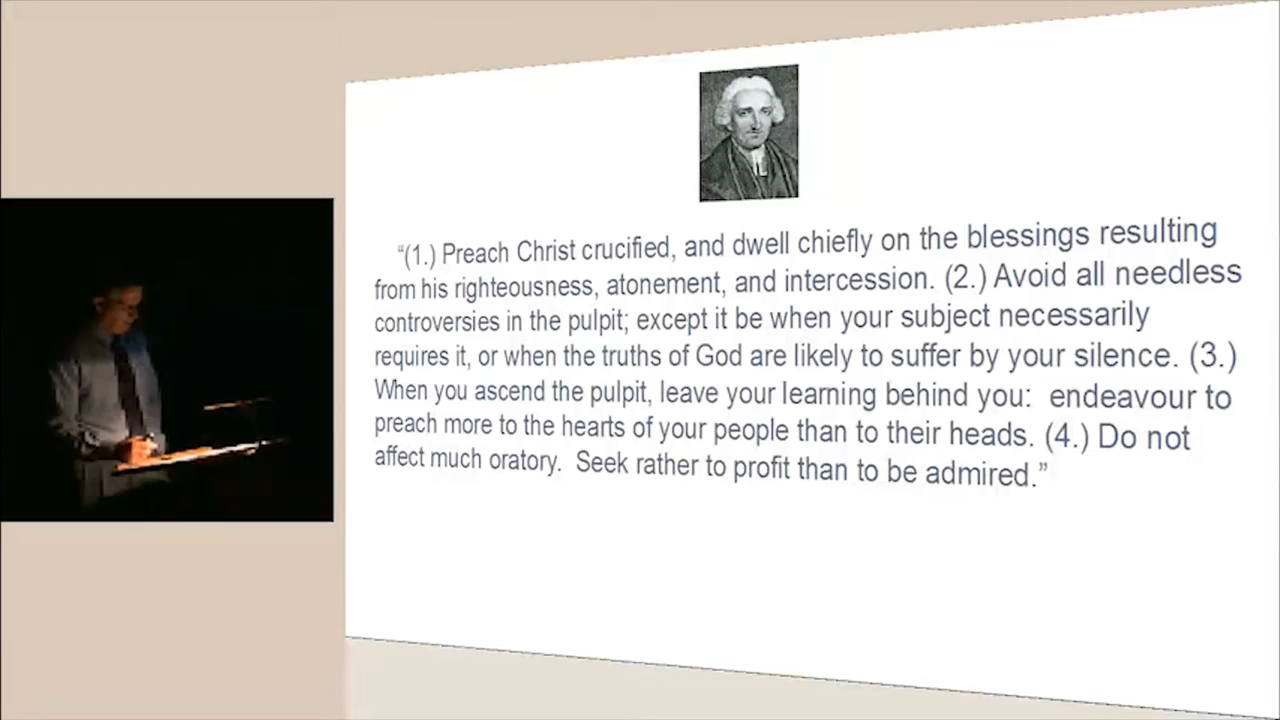 “(1.) Preach Christ crucified, and dwell chiefly on the blessings resulting
from his righteousness, atonement, and intercession. (2.) Avoid all needless
controversies in the pulpit; except it be when your subject necessarily
requires it, or when the truths of God are likely to suffer by your silence. (3.)
When you ascend the pulpit, leave your learning behind you:  endeavour to
preach more to the hearts of your people than to their heads. (4.) Do not
affect much oratory.  Seek rather to profit than to be admired.”